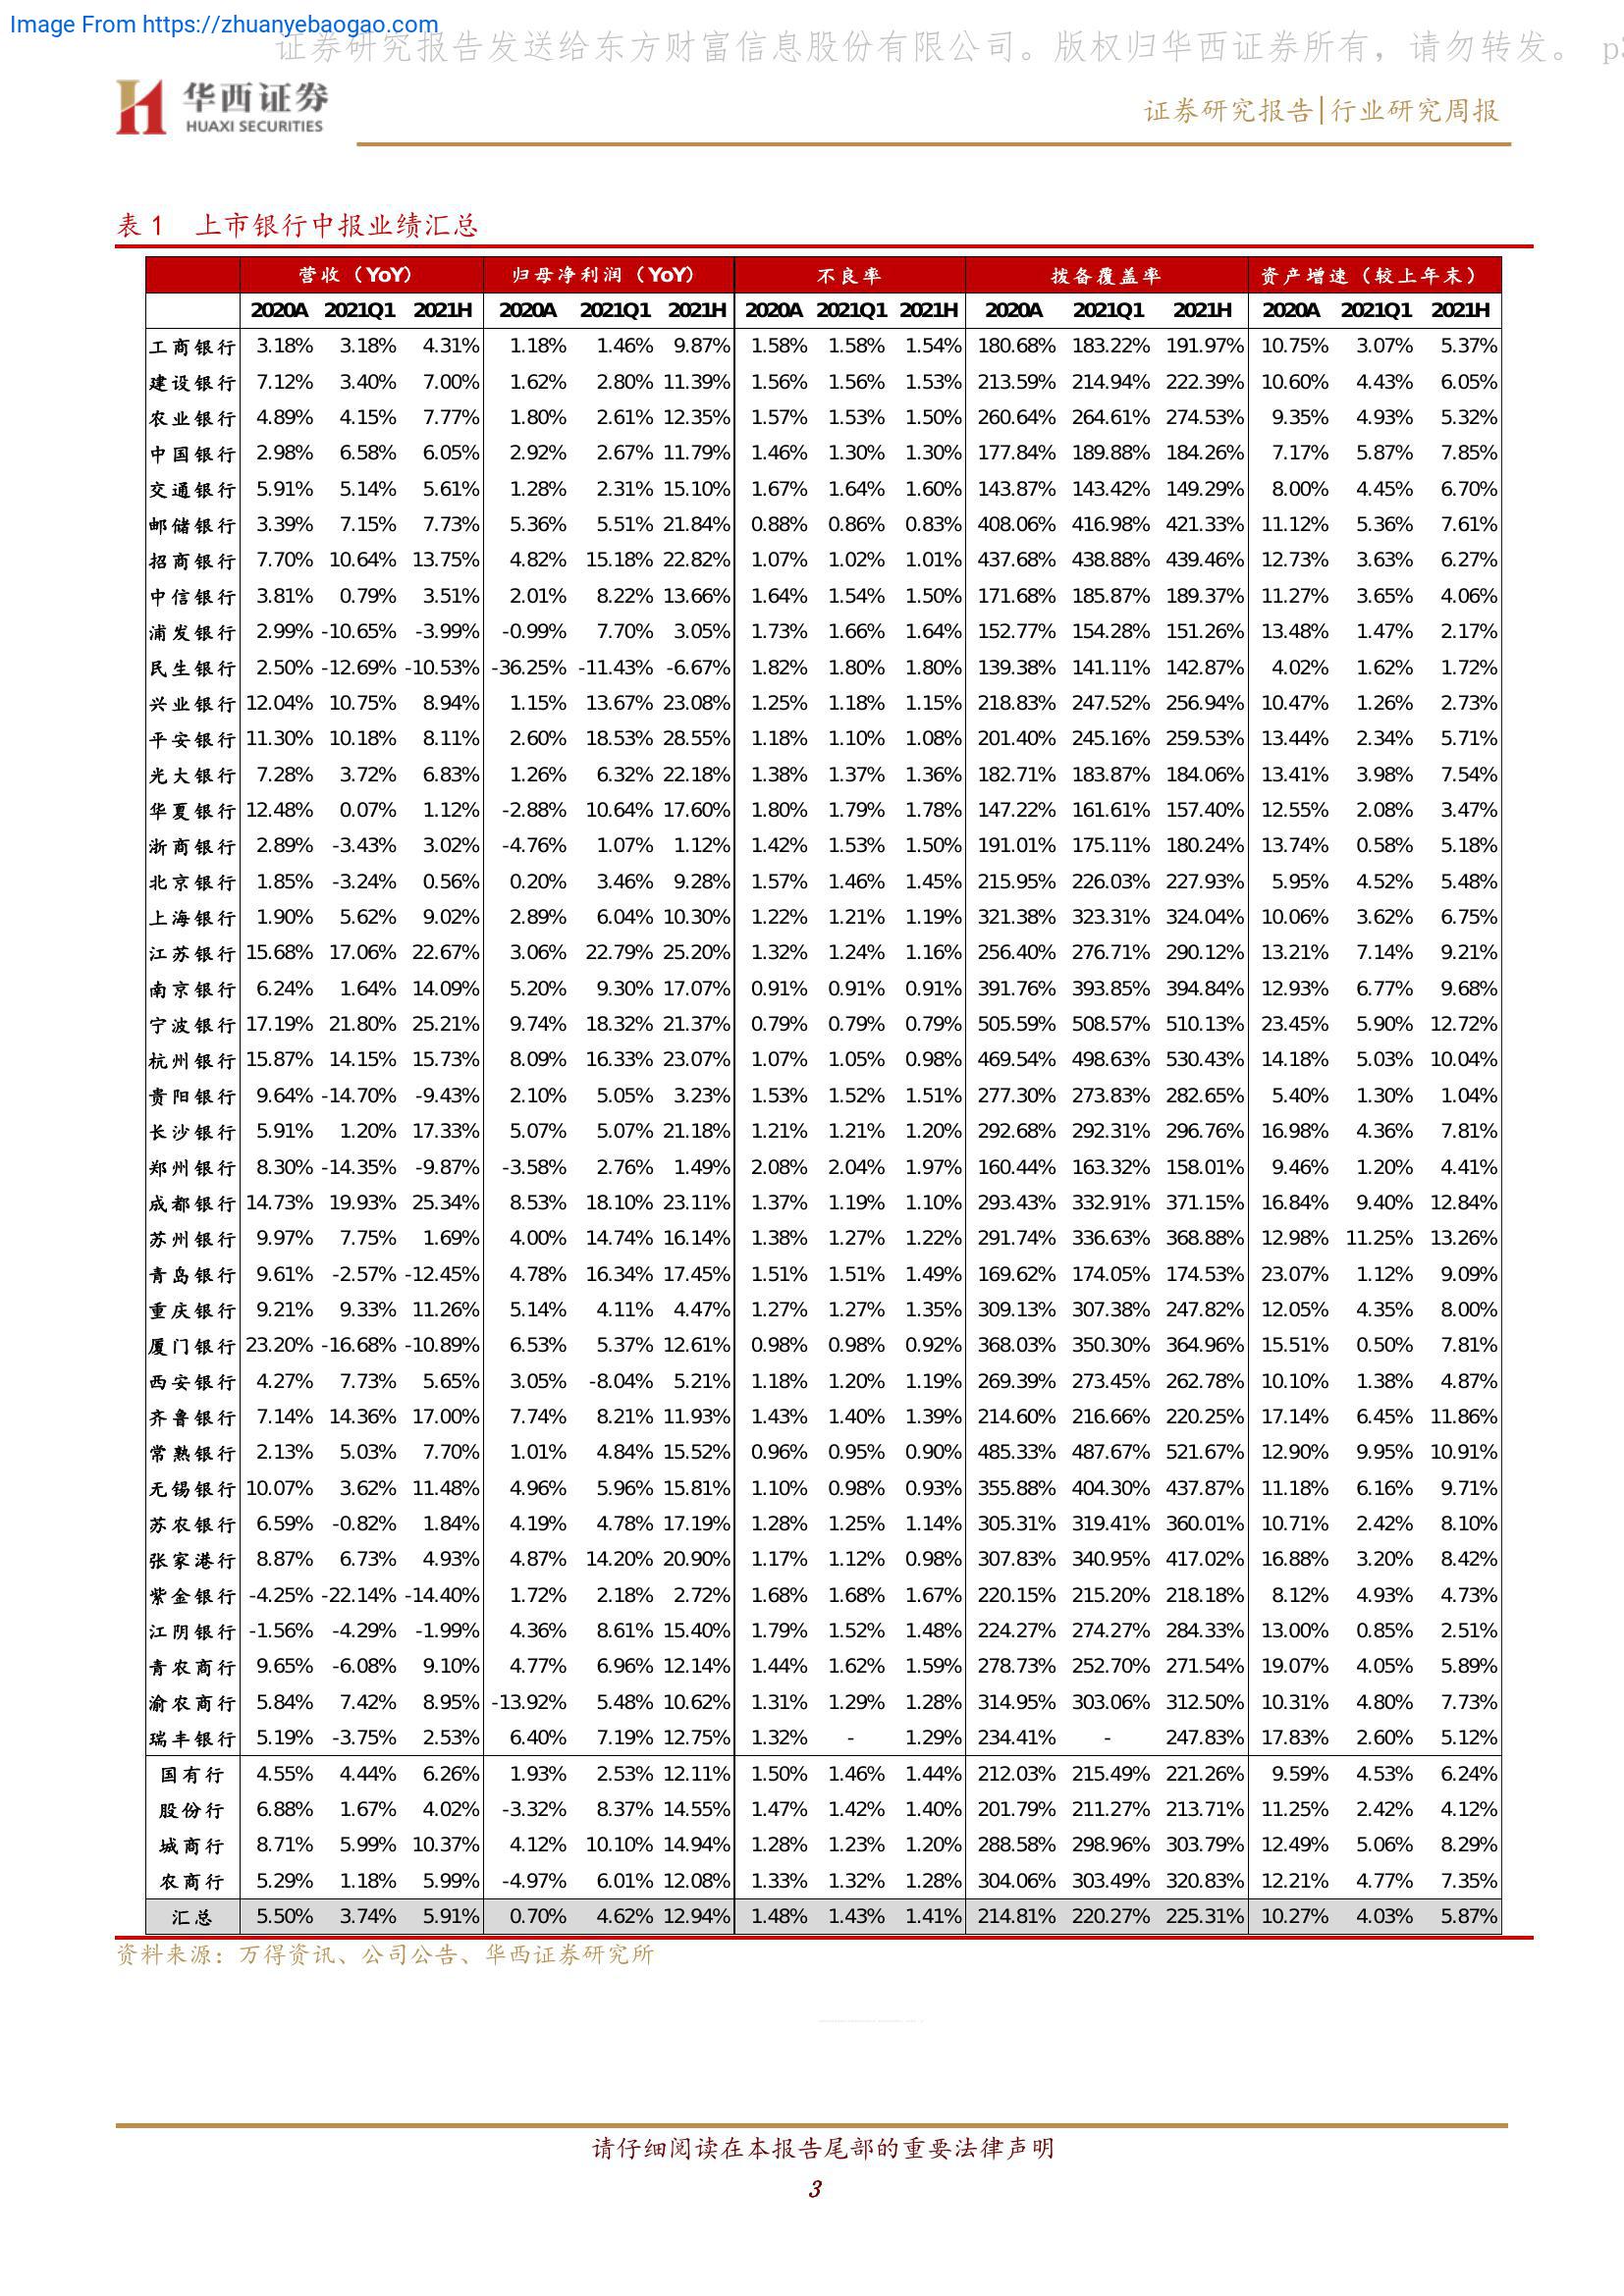 Image From https://zhuanyebaogao.com
证券研究报告发送给东方财富信息股份有限公司。版权归华西证券所有，请勿转发。 p
华西证券
HUAXI SECURITIES
证券研究报告|行业研究周报
表 1 上市银行中报业绩汇总
营收（YoY） 归母净利润（YoY） 不良率 拨备覆盖率 资产增速（较上年末）
2020A 2021Q1 2021H 2020A 2021Q1 2021H 2020A 2021Q1 2021H 2020A 2021Q1 2021H 2020A 2021Q1 2021H
工商银行 3.18% 3.18% 4.31% 1.18% 1.46% 9.87% 1.58% 1.58% 1.54% 180.68% 183.22% 191.97% 10.75% 3.07% 5.37%
建设银行 7.12% 3.40% 7.00% 1.62% 2.80% 11.39% 1.56% 1.56% 1.53% 213.59% 214.94% 222.39% 10.60% 4.43% 6.05%
农业银行 4.89% 4.15% 7.77% 1.80% 2.61% 12.35% 1.57% 1.53% 1.50% 260.64% 264.61% 274.53% 9.35% 4.93% 5.32%
中国银行 2.98% 6.58% 6.05% 2.92% 2.67% 11.79% 1.46% 1.30% 1.30% 177.84% 189.88% 184.26% 7.17% 5.87% 7.85%
交通银行 5.91% 5.14% 5.61% 1.28% 2.31% 15.10% 1.67% 1.64% 1.60% 143.87% 143.42% 149.29% 8.00% 4.45% 6.70%
邮储银行 3.39% 7.15% 7.73% 5.36% 5.51% 21.84% 0.88% 0.86% 0.83% 408.06% 416.98% 421.33% 11.12% 5.36% 7.61%
招商银行 7.70% 10.64% 13.75% 4.82% 15.18% 22.82% 1.07% 1.02% 1.01% 437.68% 438.88% 439.46% 12.73% 3.63% 6.27%
中信银行 3.81% 0.79% 3.51% 2.01% 8.22% 13.66% 1.64% 1.54% 1.50% 171.68% 185.87% 189.37% 11.27% 3.65% 4.06%
浦发银行 2.99% -10.65% -3.99% -0.99% 7.70% 3.05% 1.73% 1.66% 1.64% 152.77% 154.28% 151.26% 13.48% 1.47% 2.17%
民生银行 2.50% -12.69% -10.53% -36.25% -11.43% -6.67% 1.82% 1.80% 1.80% 139.38% 141.11% 142.87% 4.02% 1.62% 1.72%
兴业银行 12.04% 10.75% 8.94% 1.15% 13.67% 23.08% 1.25% 1.18% 1.15% 218.83% 247.52% 256.94% 10.47% 1.26% 2.73%
平安银行 11.30% 10.18% 8.11% 2.60% 18.53% 28.55% 1.18% 1.10% 1.08% 201.40% 245.16% 259.53% 13.44% 2.34% 5.71%
光大银行 7.28% 3.72% 6.83% 1.26% 6.32% 22.18% 1.38% 1.37% 1.36% 182.71% 183.87% 184.06% 13.41% 3.98% 7.54%
华夏银行 12.48% 0.07% 1.12% -2.88% 10.64% 17.60% 1.80% 1.79% 1.78% 147.22% 161.61% 157.40% 12.55% 2.08% 3.47%
浙商银行 2.89% -3.43% 3.02% -4.76% 1.07% 1.12% 1.42% 1.53% 1.50% 191.01% 175.11% 180.24% 13.74% 0.58% 5.18%
北京银行 1.85% -3.24% 0.56% 0.20% 3.46% 9.28% 1.57% 1.46% 1.45% 215.95% 226.03% 227.93% 5.95% 4.52% 5.48%
上海银行 1.90% 5.62% 9.02% 2.89% 6.04% 10.30% 1.22% 1.21% 1.19% 321.38% 323.31% 324.04% 10.06% 3.62% 6.75%
江苏银行 15.68% 17.06% 22.67% 3.06% 22.79% 25.20% 1.32% 1.24% 1.16% 256.40% 276.71% 290.12% 13.21% 7.14% 9.21%
南京银行 6.24% 1.64% 14.09% 5.20% 9.30% 17.07% 0.91% 0.91% 0.91% 391.76% 393.85% 394.84% 12.93% 6.77% 9.68%
宁波银行 17.19% 21.80% 25.21% 9.74% 18.32% 21.37% 0.79% 0.79% 0.79% 505.59% 508.57% 510.13% 23.45% 5.90% 12.72%
杭州银行 15.87% 14.15% 15.73% 8.09% 16.33% 23.07% 1.07% 1.05% 0.98% 469.54% 498.63% 530.43% 14.18% 5.03% 10.04%
贵阳银行 9.64% -14.70% -9.43% 2.10% 5.05% 3.23% 1.53% 1.52% 1.51% 277.30% 273.83% 282.65% 5.40% 1.30% 1.04%
长沙银行 5.91% 1.20% 17.33% 5.07% 5.07% 21.18% 1.21% 1.21% 1.20% 292.68% 292.31% 296.76% 16.98% 4.36% 7.81%
郑州银行 8.30% -14.35% -9.87% -3.58% 2.76% 1.49% 2.08% 2.04% 1.97% 160.44% 163.32% 158.01% 9.46% 1.20% 4.41%
成都银行 14.73% 19.93% 25.34% 8.53% 18.10% 23.11% 1.37% 1.19% 1.10% 293.43% 332.91% 371.15% 16.84% 9.40% 12.84%
苏州银行 9.97% 7.75% 1.69% 4.00% 14.74% 16.14% 1.38% 1.27% 1.22% 291.74% 336.63% 368.88% 12.98% 11.25% 13.26%
青岛银行 9.61% -2.57% -12.45% 4.78% 16.34% 17.45% 1.51% 1.51% 1.49% 169.62% 174.05% 174.53% 23.07% 1.12% 9.09%
重庆银行 9.21% 9.33% 11.26% 5.14% 4.11% 4.47% 1.27% 1.27% 1.35% 309.13% 307.38% 247.82% 12.05% 4.35% 8.00%
厦门银行 23.20% -16.68% -10.89% 6.53% 5.37% 12.61% 0.98% 0.98% 0.92% 368.03% 350.30% 364.96% 15.51% 0.50% 7.81%
西安银行 4.27% 7.73% 5.65% 3.05% -8.04% 5.21% 1.18% 1.20% 1.19% 269.39% 273.45% 262.78% 10.10% 1.38% 4.87%
齐鲁银行 7.14% 14.36% 17.00% 7.74% 8.21% 11.93% 1.43% 1.40% 1.39% 214.60% 216.66% 220.25% 17.14% 6.45% 11.86%
常熟银行 2.13% 5.03% 7.70% 1.01% 4.84% 15.52% 0.96% 0.95% 0.90% 485.33% 487.67% 521.67% 12.90% 9.95% 10.91%
无锡银行 10.07% 3.62% 11.48% 4.96% 5.96% 15.81% 1.10% 0.98% 0.93% 355.88% 404.30% 437.87% 11.18% 6.16% 9.71%
苏农银行 6.59% -0.82% 1.84% 4.19% 4.78% 17.19% 1.28% 1.25% 1.14% 305.31% 319.41% 360.01% 10.71% 2.42% 8.10%
张家港行 8.87% 6.73% 4.93% 4.87% 14.20% 20.90% 1.17% 1.12% 0.98% 307.83% 340.95% 417.02% 16.88% 3.20% 8.42%
紫金银行 -4.25% -22.14% -14.40% 1.72% 2.18% 2.72% 1.68% 1.68% 1.67% 220.15% 215.20% 218.18% 8.12% 4.93% 4.73%
江阴银行 -1.56% -4.29% -1.99% 4.36% 8.61% 15.40% 1.79% 1.52% 1.48% 224.27% 274.27% 284.33% 13.00% 0.85% 2.51%
青农商行 9.65% -6.08% 9.10% 4.77% 6.96% 12.14% 1.44% 1.62% 1.59% 278.73% 252.70% 271.54% 19.07% 4.05% 5.89%
渝农商行 5.84% 7.42% 8.95% -13.92% 5.48% 10.62% 1.31% 1.29% 1.28% 314.95% 303.06% 312.50% 10.31% 4.80% 7.73%
瑞丰银行 5.19% -3.75% 2.53% 6.40% 7.19% 12.75% 1.32% - 1.29% 234.41% - 247.83% 17.83% 2.60% 5.12%
国有行 4.55% 4.44% 6.26% 1.93% 2.53% 12.11% 1.50% 1.46% 1.44% 212.03% 215.49% 221.26% 9.59% 4.53% 6.24%
股份行 6.88% 1.67% 4.02% -3.32% 8.37% 14.55% 1.47% 1.42% 1.40% 201.79% 211.27% 213.71% 11.25% 2.42% 4.12%
城商行 8.71% 5.99% 10.37% 4.12% 10.10% 14.94% 1.28% 1.23% 1.20% 288.58% 298.96% 303.79% 12.49% 5.06% 8.29%
农商行 5.29% 1.18% 5.99% -4.97% 6.01% 12.08% 1.33% 1.32% 1.28% 304.06% 303.49% 320.83% 12.21% 4.77% 7.35%
汇总 5.50% 3.74% 5.91% 0.70% 4.62% 12.94% 1.48% 1.43% 1.41% 214.81% 220.27% 225.31% 10.27% 4.03% 5.87%
资料来源：万得资讯、公司公告、华西证券研究所
请仔细阅读在本报告尾部的重要法律声明
3